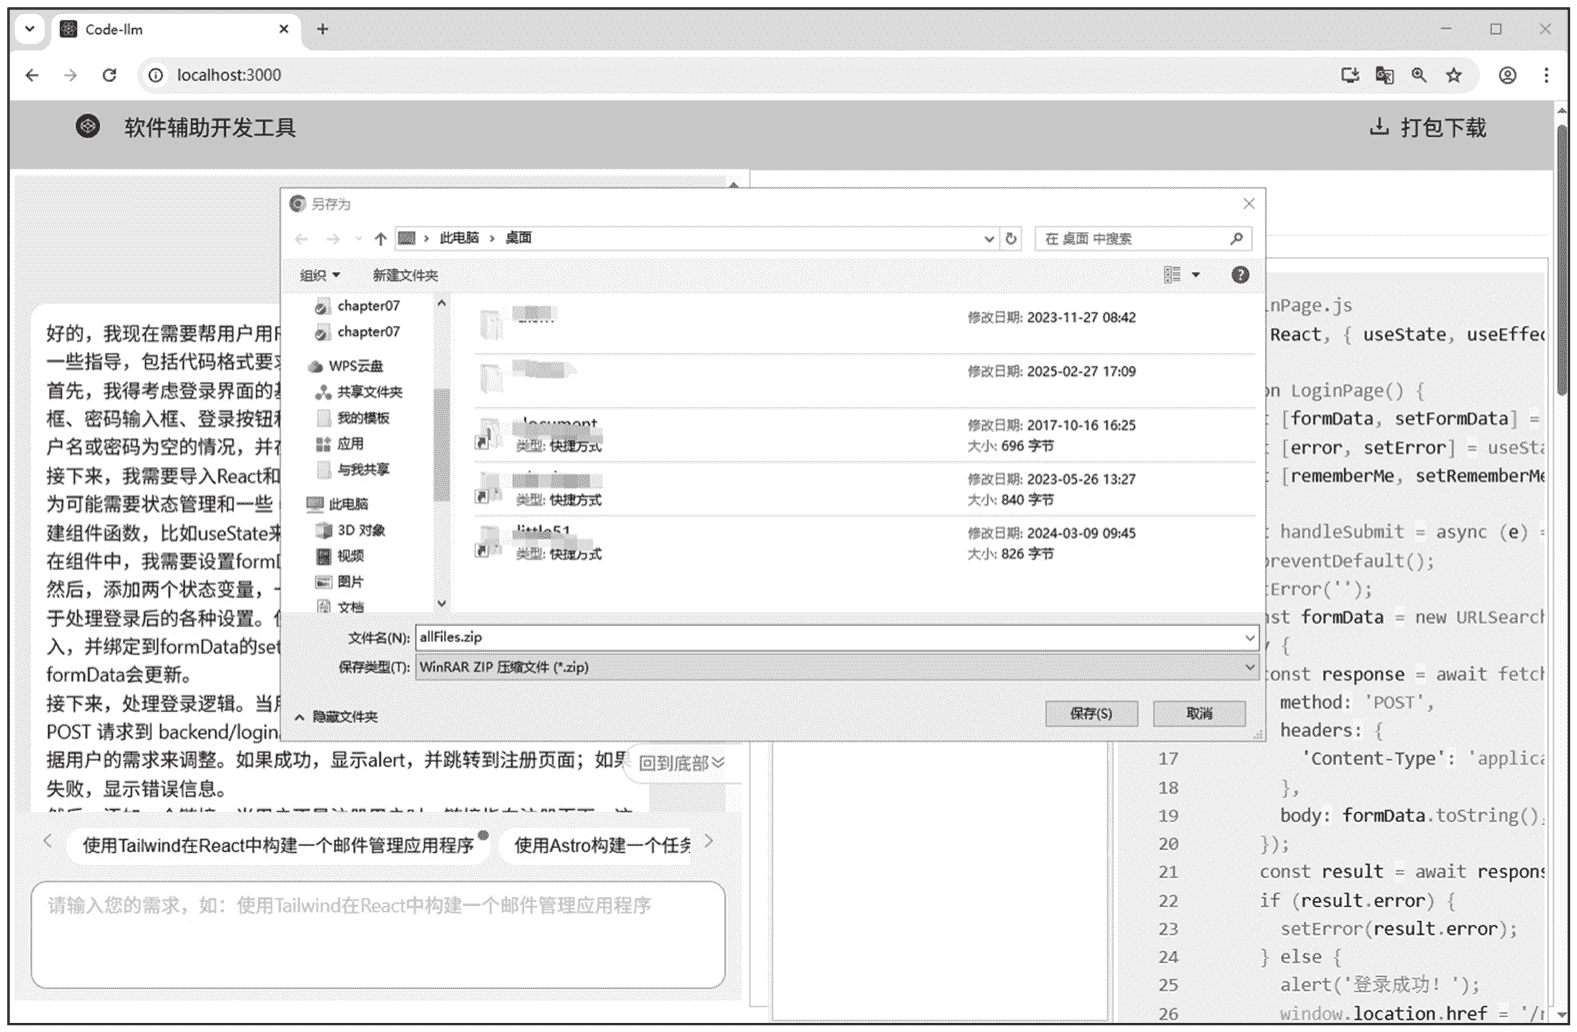 Code-llm
localhost:3000
软件辅助开发工具
打包下载
另存为
此电脑 › 桌面
在 桌面 中搜索
组织
新建文件夹
chapter07
chapter07
WPS云盘
共享文件夹
我的模板
应用
与我共享
此电脑
3D 对象
视频
图片
文档
修改日期: 2023-11-27 08:42
修改日期: 2025-02-27 17:09
类型: 快捷方式
修改日期: 2017-10-16 16:25
大小: 696 字节
类型: 快捷方式
修改日期: 2023-05-26 13:27
大小: 840 字节
little51
类型: 快捷方式
修改日期: 2024-03-09 09:45
大小: 826 字节
文件名(N): allFiles.zip
保存类型(T): WinRAR ZIP 压缩文件 (*.zip)
隐藏文件夹
保存(S)
取消
好的，我现在需要帮用户用
一些指导，包括代码格式要
首先，我得考虑登录界面的
框、密码输入框、登录按钮
户名或密码为空的情况，并
接下来，我需要导入React和
为可能需要状态管理和一些
建组件函数，比如useState来
在组件中，我需要设置formD
然后，添加两个状态变量，
于处理登录后的各种设置。
入，并绑定到formData的set
formData会更新。
接下来，处理登录逻辑。当
POST 请求到 backend/login
据用户的需求来调整。如果成功，显示alert，并跳转到注册页面；如果
失败，显示错误信息。
回到底部
使用Tailwind在React中构建一个邮件管理应用程序
使用Astro构建一个任务
请输入您的需求，如：使用Tailwind在React中构建一个邮件管理应用程序
inPage.js
React, { useState, useEffec
on LoginPage() {
t [formData, setFormData] =
t [error, setError] = useSta
t [rememberMe, setRememberMe
t handleSubmit = async (e) =
preventDefault();
tError('');
nst formData = new URLSearch
y {
const response = await fetch
method: 'POST',
headers: {
17 'Content-Type': 'applica
18 },
19 body: formData.toString(),
20 });
21 const result = await respons
22 if (result.error) {
23 setError(result.error);
24 } else {
25 alert('登录成功！');
26 window.location.href = '/r